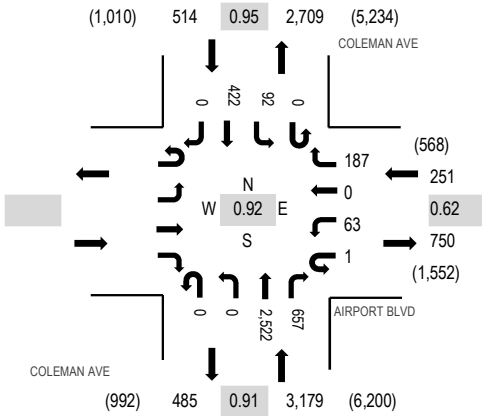 (1,010) 514 0.95 2,709 (5,234)
COLEMAN AVE
0 422 92 0
187
(568)
251
0
N
W 0.92 E
S
0.62
63
750
1
(1,552)
0 0 2,522 657
AIRPORT BLVD
COLEMAN AVE
(992) 485 0.91 3,179 (6,200)